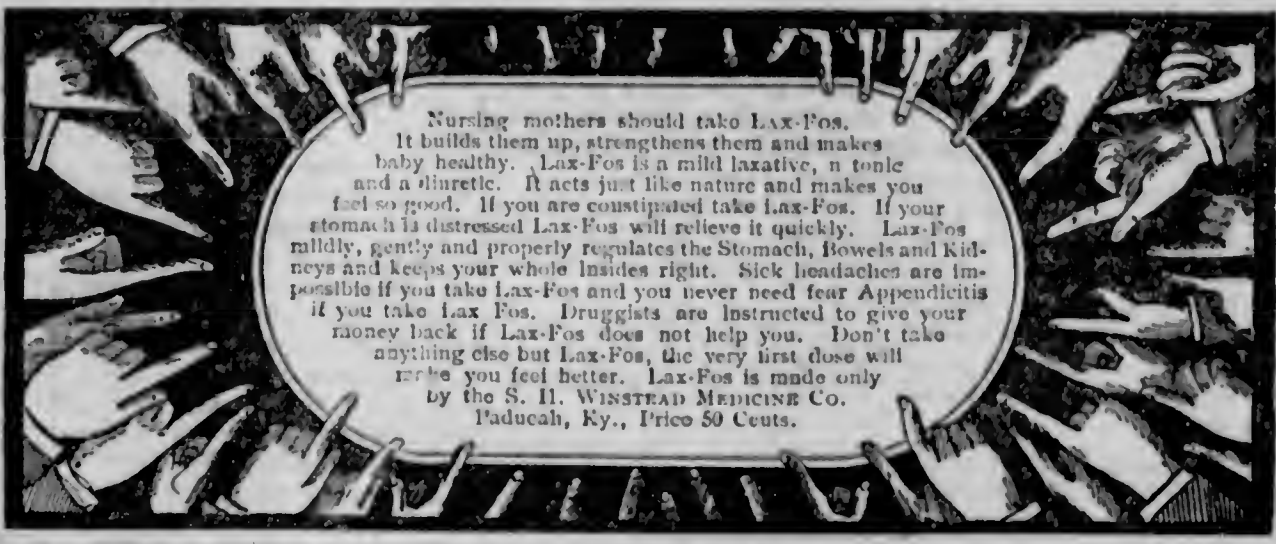 Nursing mothers should take LAX-FOS.
It builds them up, strengthens them and makes
baby healthy. Lax-Fos is a mild laxative, a tonic
and a diuretic. It acts just like nature and makes you
feel so good. If you are constipated take Lax-Fos. If your
stomach is distressed Lax-Fos will relieve it quickly. Lax-Fos
mildly, gently and properly regulates the Stomach, Bowels and Kid-
neys and keeps your whole Insides right. Sick headaches are im-
possible if you take Lax-Fos and you never need fear Appendicitis
if you take Lax Fos. Druggists are Instructed to give your
money back if Lax-Fos does not help you. Don't take
anything else but Lax-Fos, the very first dose will
make you feel better. Lax-Fos is made only
by the S. H. WINSTEAD MEDICINE CO.
Paducah, Ky., Price 50 Cents.